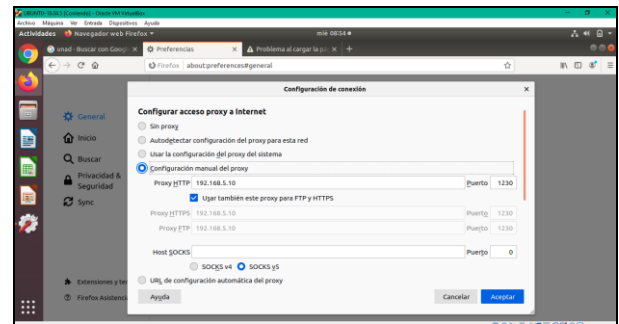 UBUNTU 18.04.5 [Corriendo] - Oracle VM VirtualBox
Archivo Máquina Ver Entrada Dispositivos Ayuda
Actividades Navegador web Firefox mié 08:54
unad - Buscar con Googl × Preferencias × Problema al cargar la pá × +
Firefox about:preferences#general
Configuración de conexión ×
General
Inicio
Buscar
Privacidad &
Seguridad
Sync
Extensiones y te
Firefox Asistenci
Configurar acceso proxy a Internet
Sin proxy
Autodetectar configuración del proxy para esta red
Usar la configuración del proxy del sistema
Configuración manual del proxy
Proxy HTTP 192.168.5.10 Puerto 1230
Usar también este proxy para FTP y HTTPS
Proxy HTTPS 192.168.5.10 Puerto 1230
Proxy FTP 192.168.5.10 Puerto 1230
Host SOCKS Puerto 0
SOCKS v4 SOCKS v5
URL de configuración automática del proxy
Ayuda Cancelar Aceptar